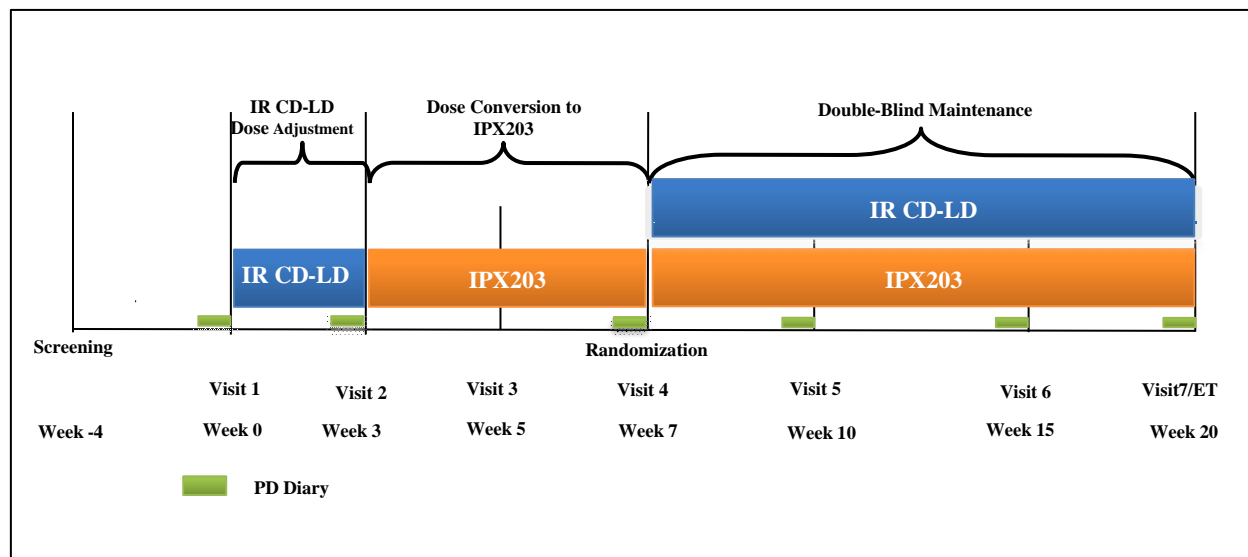 IR CD-LD
Dose Adjustment
Dose Conversion to
IPX203
Double-Blind Maintenance
IR CD-LD
IR CD-LD
IPX203
IPX203
Screening
Randomization
Visit 1
Visit 2
Visit 3
Visit 4
Visit 5
Visit 6
Visit7/ET
Week -4
Week 0
Week 3
Week 5
Week 7
Week 10
Week 15
Week 20
PD Diary